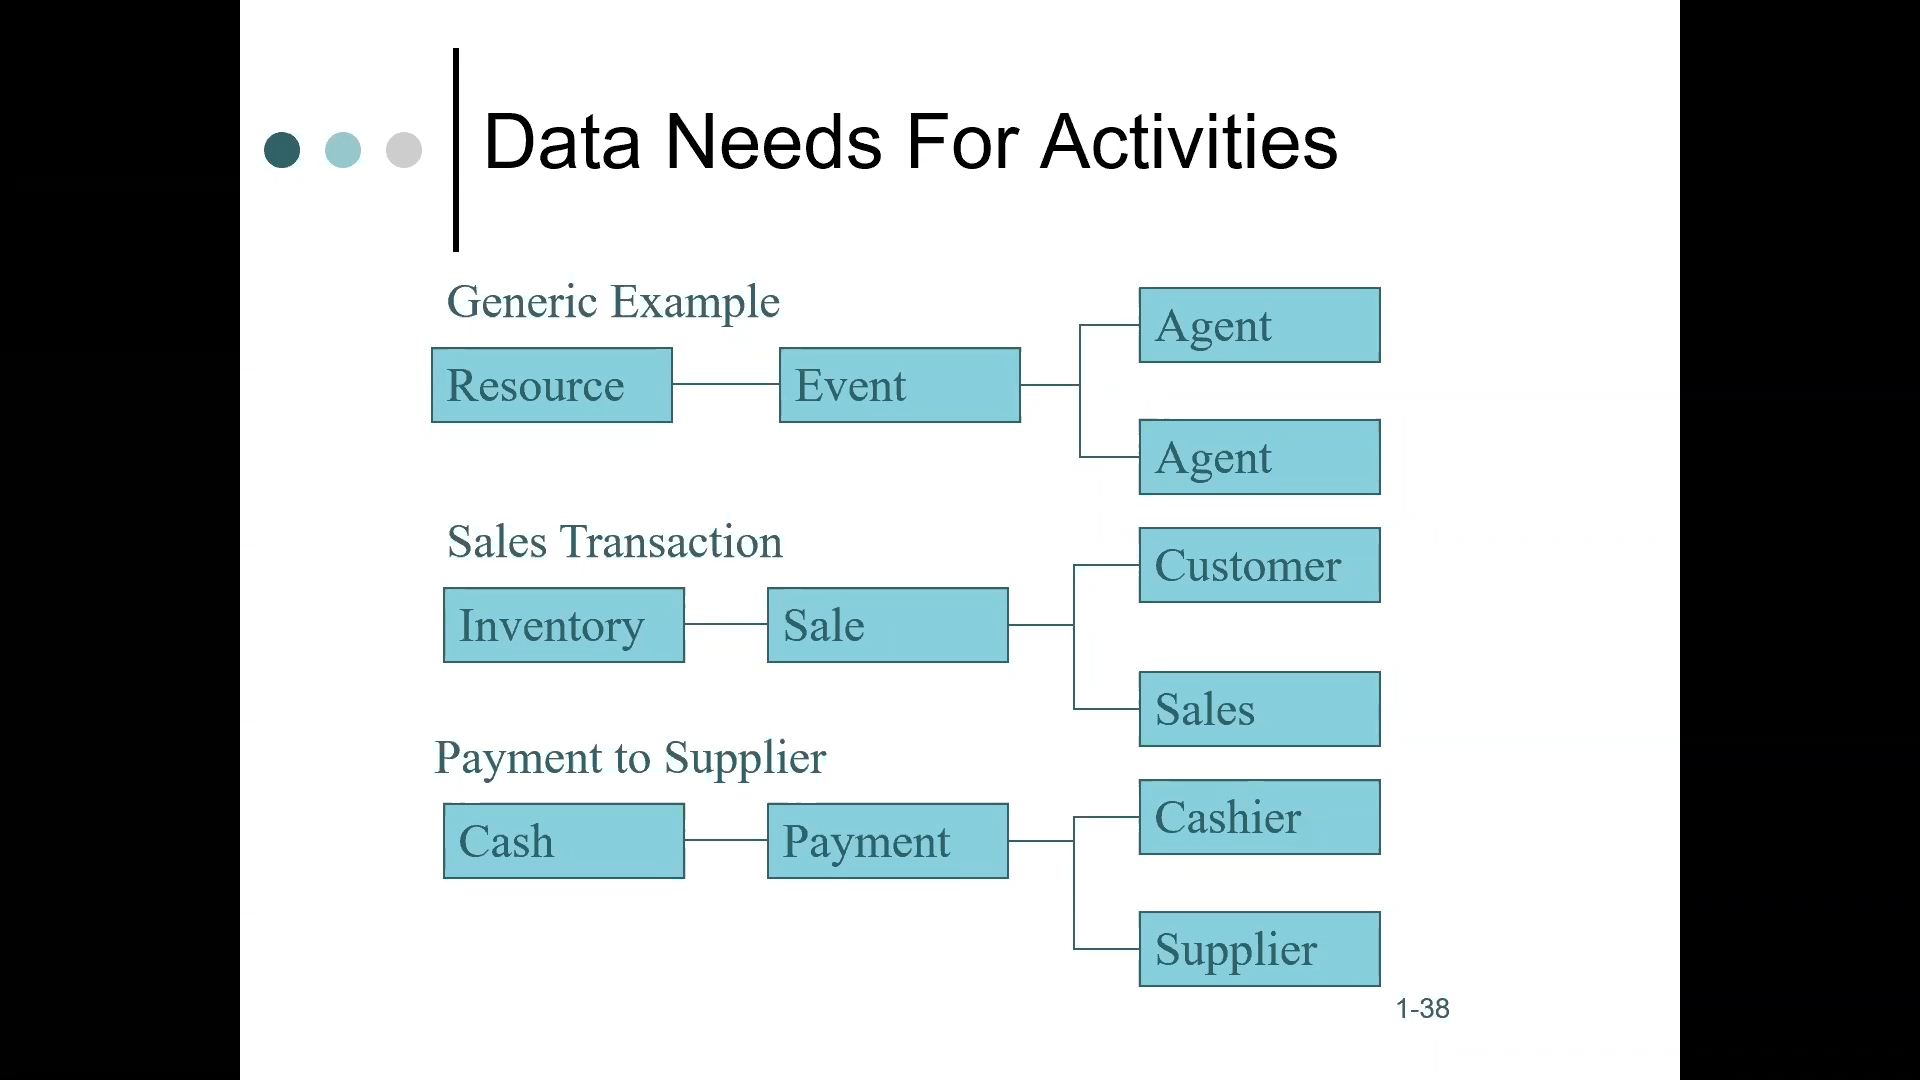 Data Needs For Activities
Generic Example
Resource
Event
Agent
Agent
Sales Transaction
Inventory
Sale
Customer
Sales
Payment to Supplier
Cash
Payment
Cashier
Supplier
1-38